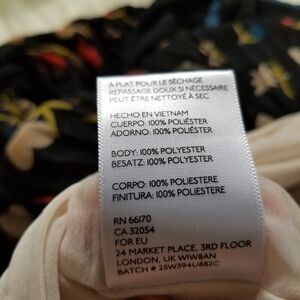 À PLAT POUR LE SÉCHAGE
REPASSAGE DOUX SI NÉCESSAIRE
PEUT ÊTRE NETTOYÉ À SEC
HECHO EN VIETNAM
CUERPO: 100% POLIÉSTER
ADORNO: 100% POLIÉSTER
BODY: 100% POLYESTER
BESATZ: 100% POLYESTER
CORPO: 100% POLIESTERE
FINITURA: 100% POLIESTERE
RN 66170
CA 32054
FOR EU
24 MARKET PLACE, 3RD FLOOR
LONDON, UK W1W8AN
BATCH # 25W394U882C